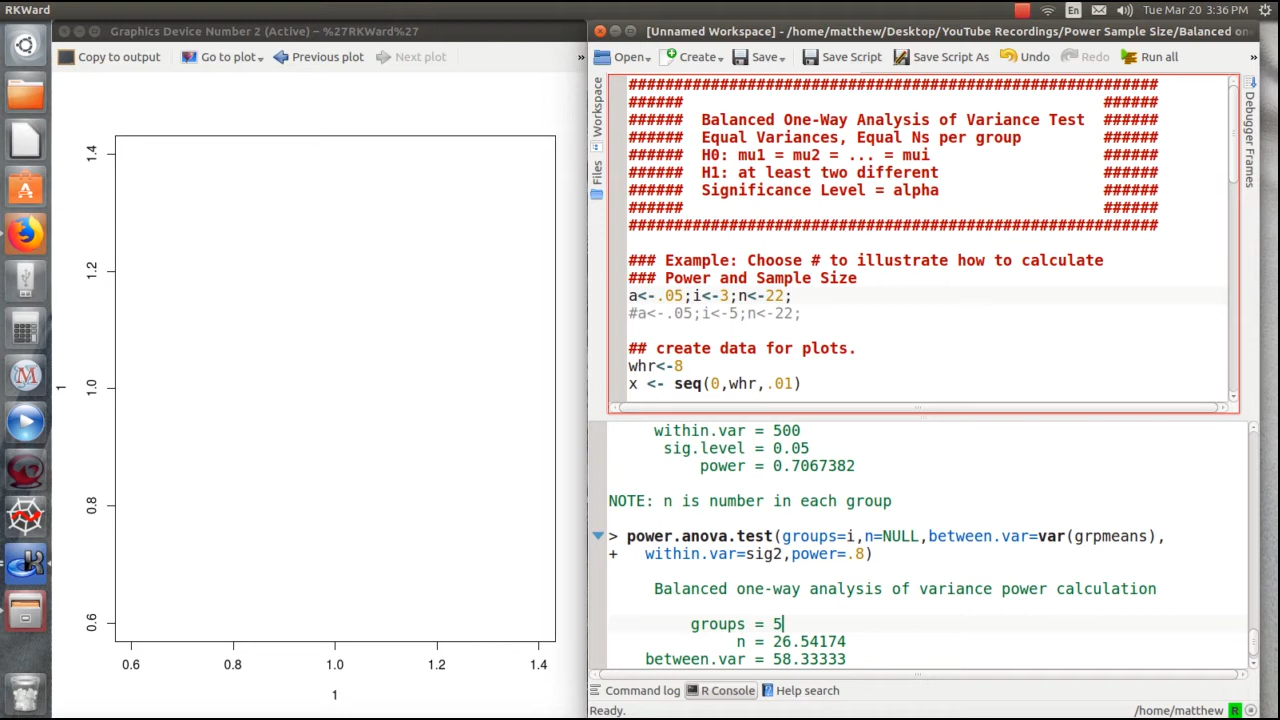 RKWard
En
Tue Mar 20 3:36 PM
Graphics Device Number 2 (Active) – %27RKWard%27
[Unnamed Workspace] - /home/matthew/Desktop/YouTube Recordings/Power Sample Size/Balanced on
Copy to output
Go to plot
Previous plot
Next plot
»
Open
Create
Save
Save Script
Save Script As
Undo
Redo
Run all
»
Workspace
Files
Debugger Frames
##########################################################
###### ######
###### Balanced One-Way Analysis of Variance Test ######
###### Equal Variances, Equal Ns per group ######
###### H0: mu1 = mu2 = ... = mui ######
###### H1: at least two different ######
###### Significance Level = alpha ######
###### ######
##########################################################
### Example: Choose # to illustrate how to calculate
### Power and Sample Size
a<-.05;i<-3;n<-22;
#a<-.05;i<-5;n<-22;
## create data for plots.
whr<-8
x <- seq(0,whr,.01)
1.4
1.2
1.0
0.8
0.6
1
0.6 0.8 1.0 1.2 1.4
1
within.var = 500
sig.level = 0.05
power = 0.7067382
NOTE: n is number in each group
> power.anova.test(groups=i,n=NULL,between.var=var(grpmeans),
+ within.var=sig2,power=.8)
Balanced one-way analysis of variance power calculation
groups = 5
n = 26.54174
between.var = 58.33333
Command log
R Console
Help search
Ready.
/home/matthew
R